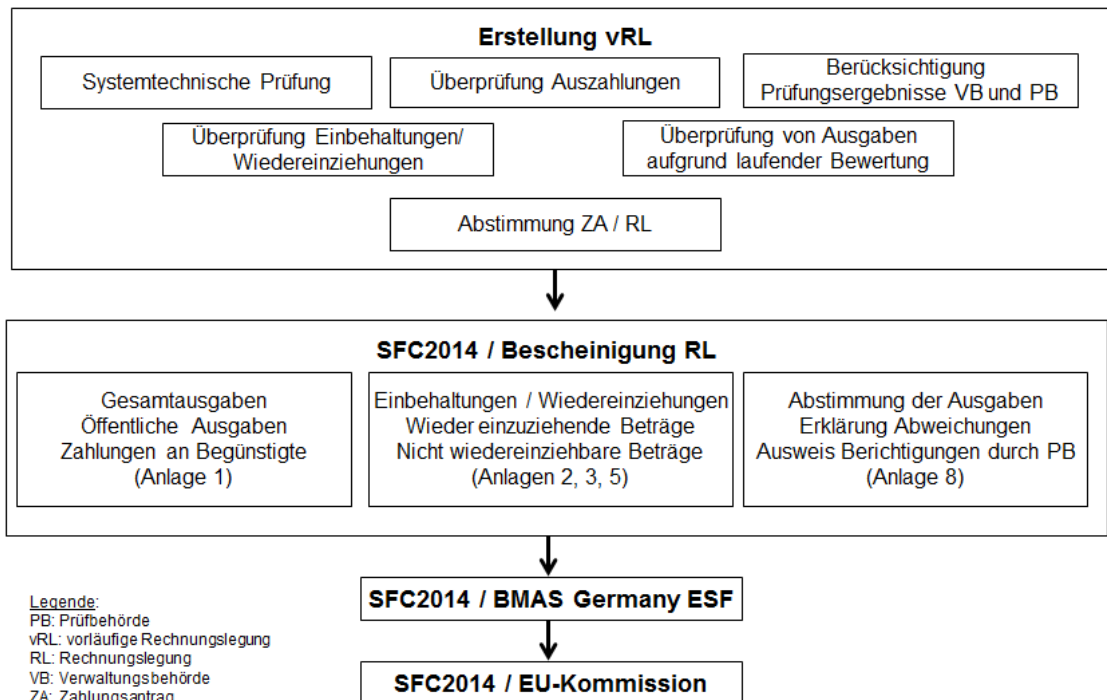 Erstellung vRL
Systemtechnische Prüfung
Überprüfung Auszahlungen
Berücksichtigung
Prüfungsergebnisse VB und PB
Überprüfung Einbehaltungen/
Wiedereinziehungen
Überprüfung von Ausgaben
aufgrund laufender Bewertung
Abstimmung ZA / RL
SFC2014 / Bescheinigung RL
Gesamtausgaben
Öffentliche Ausgaben
Zahlungen an Begünstigte
(Anlage 1)
Einbehaltungen / Wiedereinziehungen
Wieder einzuziehende Beträge
Nicht wiedereinziehbare Beträge
(Anlagen 2, 3, 5)
Abstimmung der Ausgaben
Erklärung Abweichungen
Ausweis Berichtigungen durch PB
(Anlage 8)
SFC2014 / BMAS Germany ESF
SFC2014 / EU-Kommission
Legende:
PB: Prüfbehörde
vRL: vorläufige Rechnungslegung
RL: Rechnungslegung
VB: Verwaltungsbehörde
ZA: Zahlungsantrag